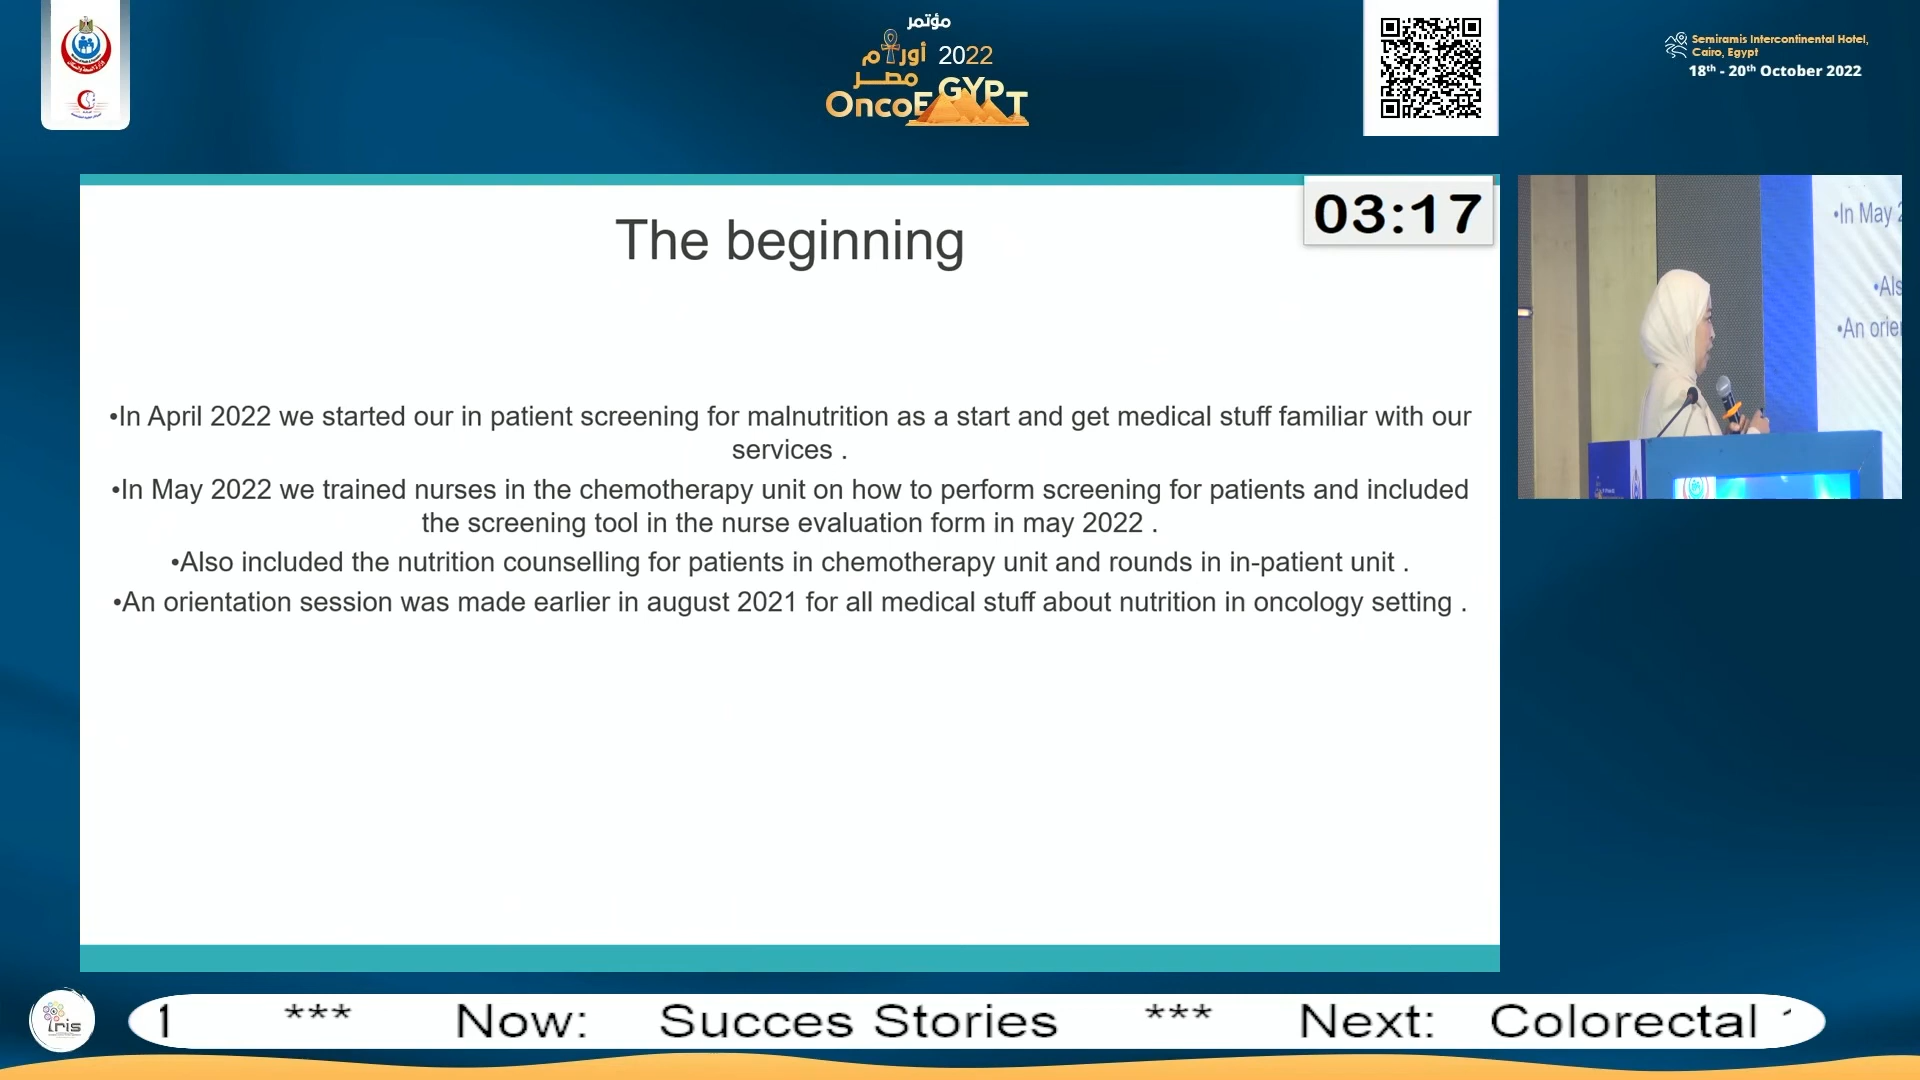 مؤتمر
أورام 2022
مصر
OncoEGYPT
Semiramis Intercontinental Hotel,
Cairo, Egypt
18th - 20th October 2022
The beginning
03:17
•In April 2022 we started our in patient screening for malnutrition as a start and get medical stuff familiar with our
services .
•In May 2022 we trained nurses in the chemotherapy unit on how to perform screening for patients and included
the screening tool in the nurse evaluation form in may 2022 .
•Also included the nutrition counselling for patients in chemotherapy unit and rounds in in-patient unit .
•An orientation session was made earlier in august 2021 for all medical stuff about nutrition in oncology setting .
•In May 2
•Als
•An orie
iris
1 *** Now: Succes Stories *** Next: Colorectal